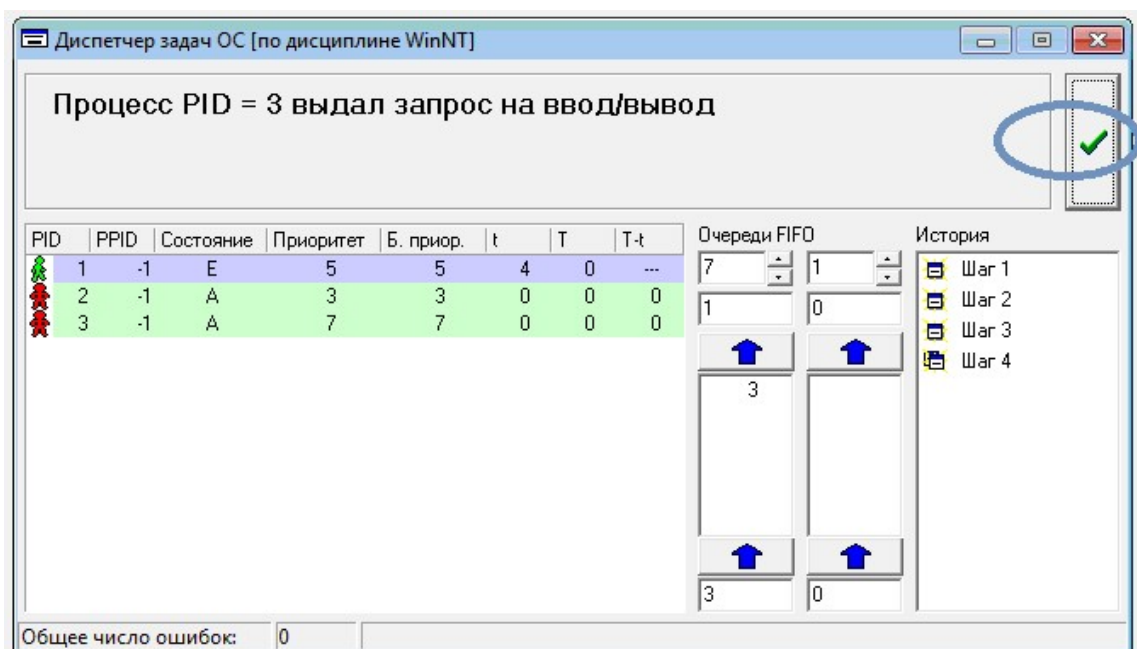 Диспетчер задач ОС [по дисциплине WinNT]
Процесс PID = 3 выдал запрос на ввод/вывод
PID PPID Состояние Приоритет Б. приор. t T T-t
1 -1 E 5 5 4 0 ---
2 -1 A 3 3 0 0 0
3 -1 A 7 7 0 0 0
Очереди FIFO
7 1
1 0
3
3 0
История
Шаг 1
Шаг 2
Шаг 3
Шаг 4
Общее число ошибок: 0